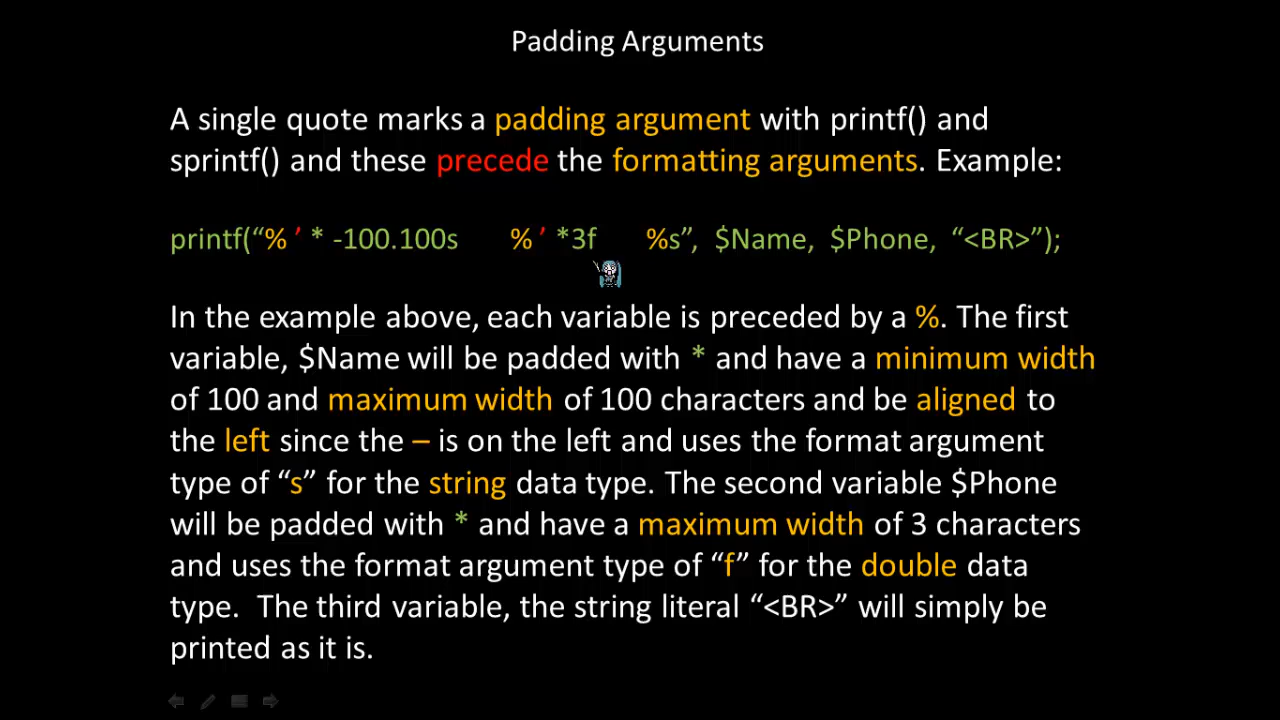 Padding Arguments
A single quote marks a padding argument with printf() and
sprintf() and these precede the formatting arguments. Example:
printf(“% ’ * -100.100s % ’ *3f %s”, $Name, $Phone, “<BR>”);
In the example above, each variable is preceded by a %. The first
variable, $Name will be padded with * and have a minimum width
of 100 and maximum width of 100 characters and be aligned to
the left since the – is on the left and uses the format argument
type of “s” for the string data type. The second variable $Phone
will be padded with * and have a maximum width of 3 characters
and uses the format argument type of “f” for the double data
type.  The third variable, the string literal “<BR>” will simply be
printed as it is.